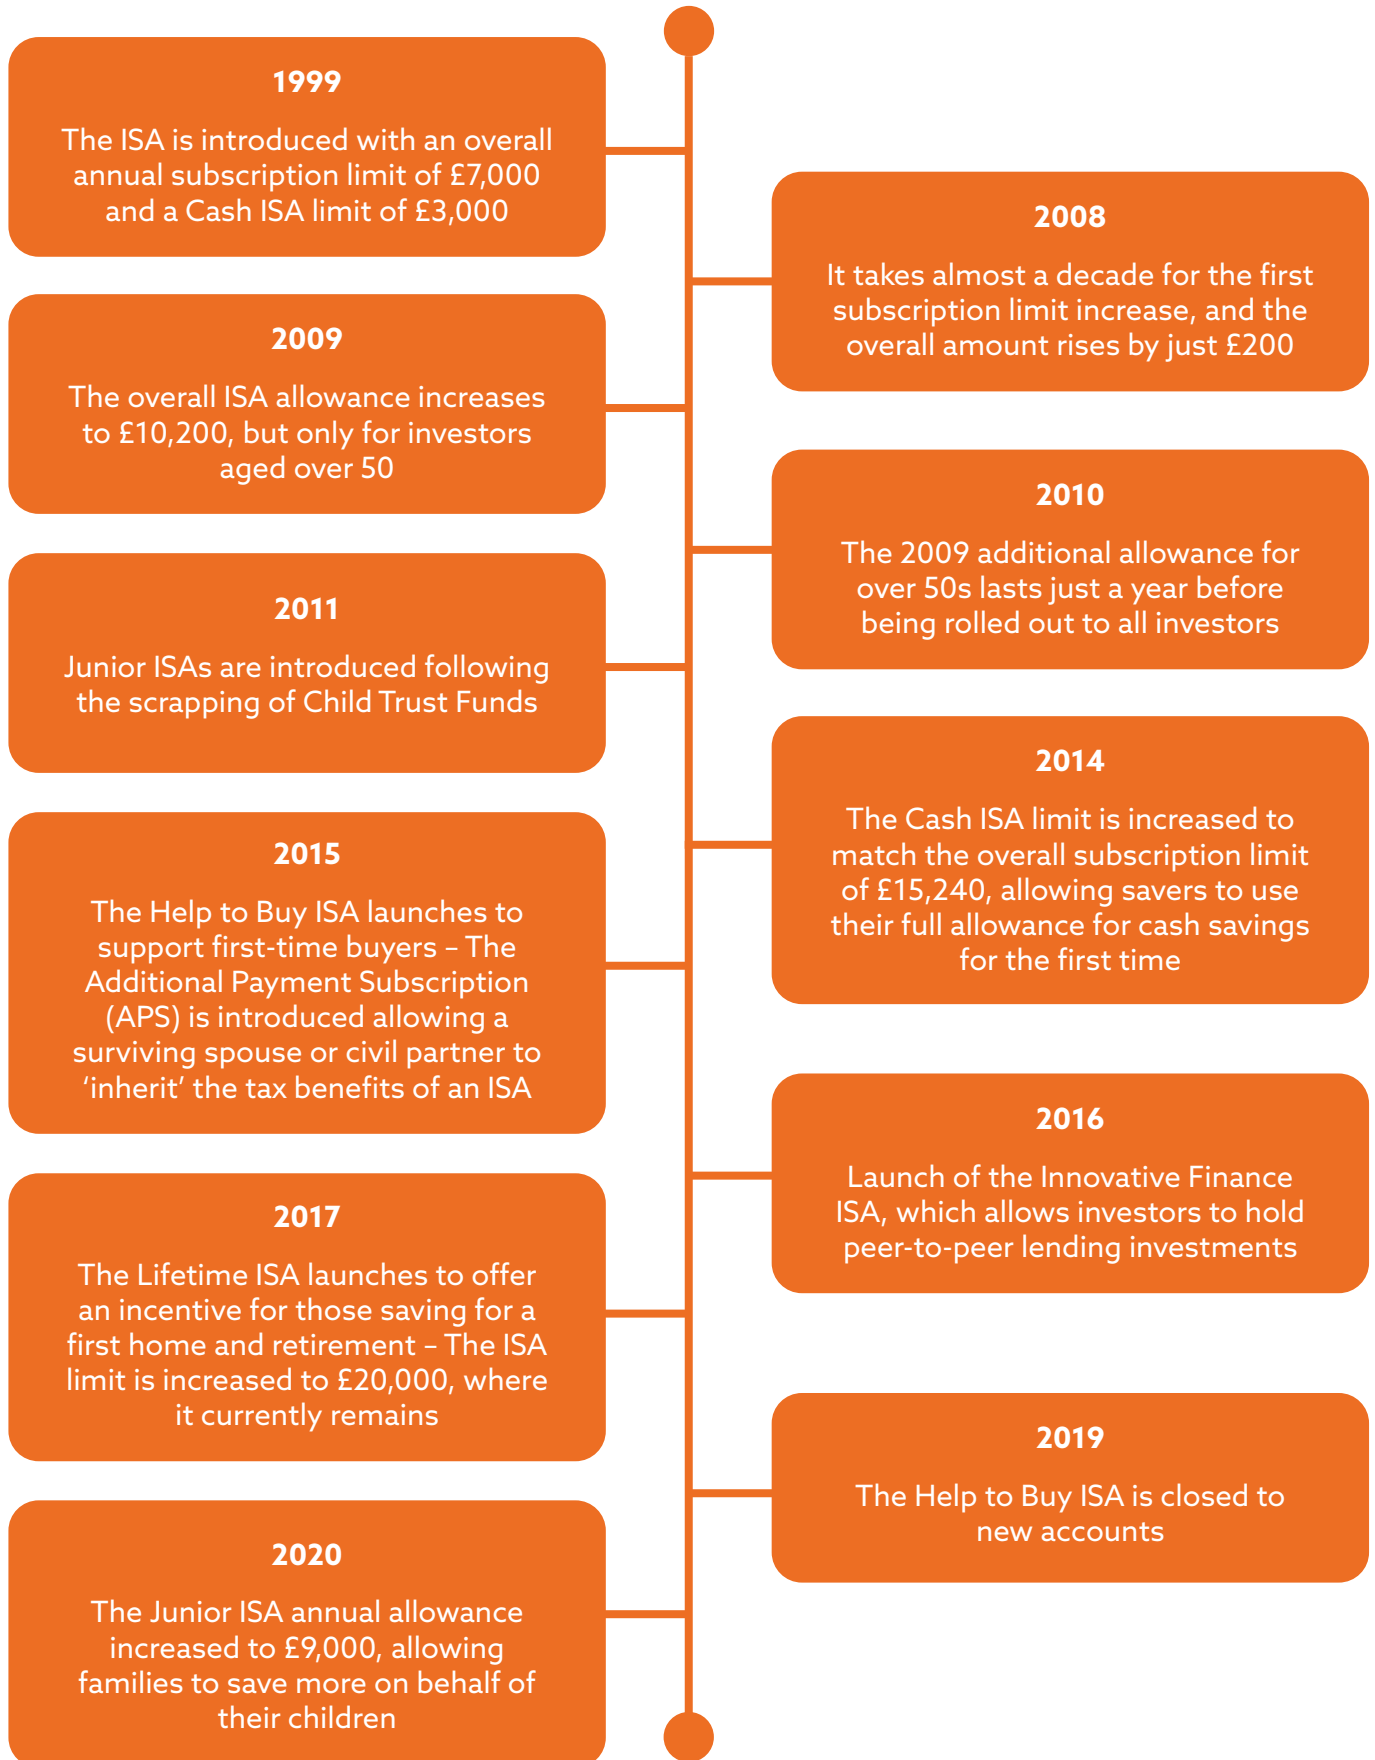 1999
The ISA is introduced with an overall
annual subscription limit of £7,000
and a Cash ISA limit of £3,000
2008
It takes almost a decade for the first
subscription limit increase, and the
overall amount rises by just £200
2009
The overall ISA allowance increases
to £10,200, but only for investors
aged over 50
2010
The 2009 additional allowance for
over 50s lasts just a year before
being rolled out to all investors
2011
Junior ISAs are introduced following
the scrapping of Child Trust Funds
2014
The Cash ISA limit is increased to
match the overall subscription limit
of £15,240, allowing savers to use
their full allowance for cash savings
for the first time
2015
The Help to Buy ISA launches to
support first-time buyers – The
Additional Payment Subscription
(APS) is introduced allowing a
surviving spouse or civil partner to
‘inherit’ the tax benefits of an ISA
2016
Launch of the Innovative Finance
ISA, which allows investors to hold
peer-to-peer lending investments
2017
The Lifetime ISA launches to offer
an incentive for those saving for a
first home and retirement – The ISA
limit is increased to £20,000, where
it currently remains
2019
The Help to Buy ISA is closed to
new accounts
2020
The Junior ISA annual allowance
increased to £9,000, allowing
families to save more on behalf of
their children